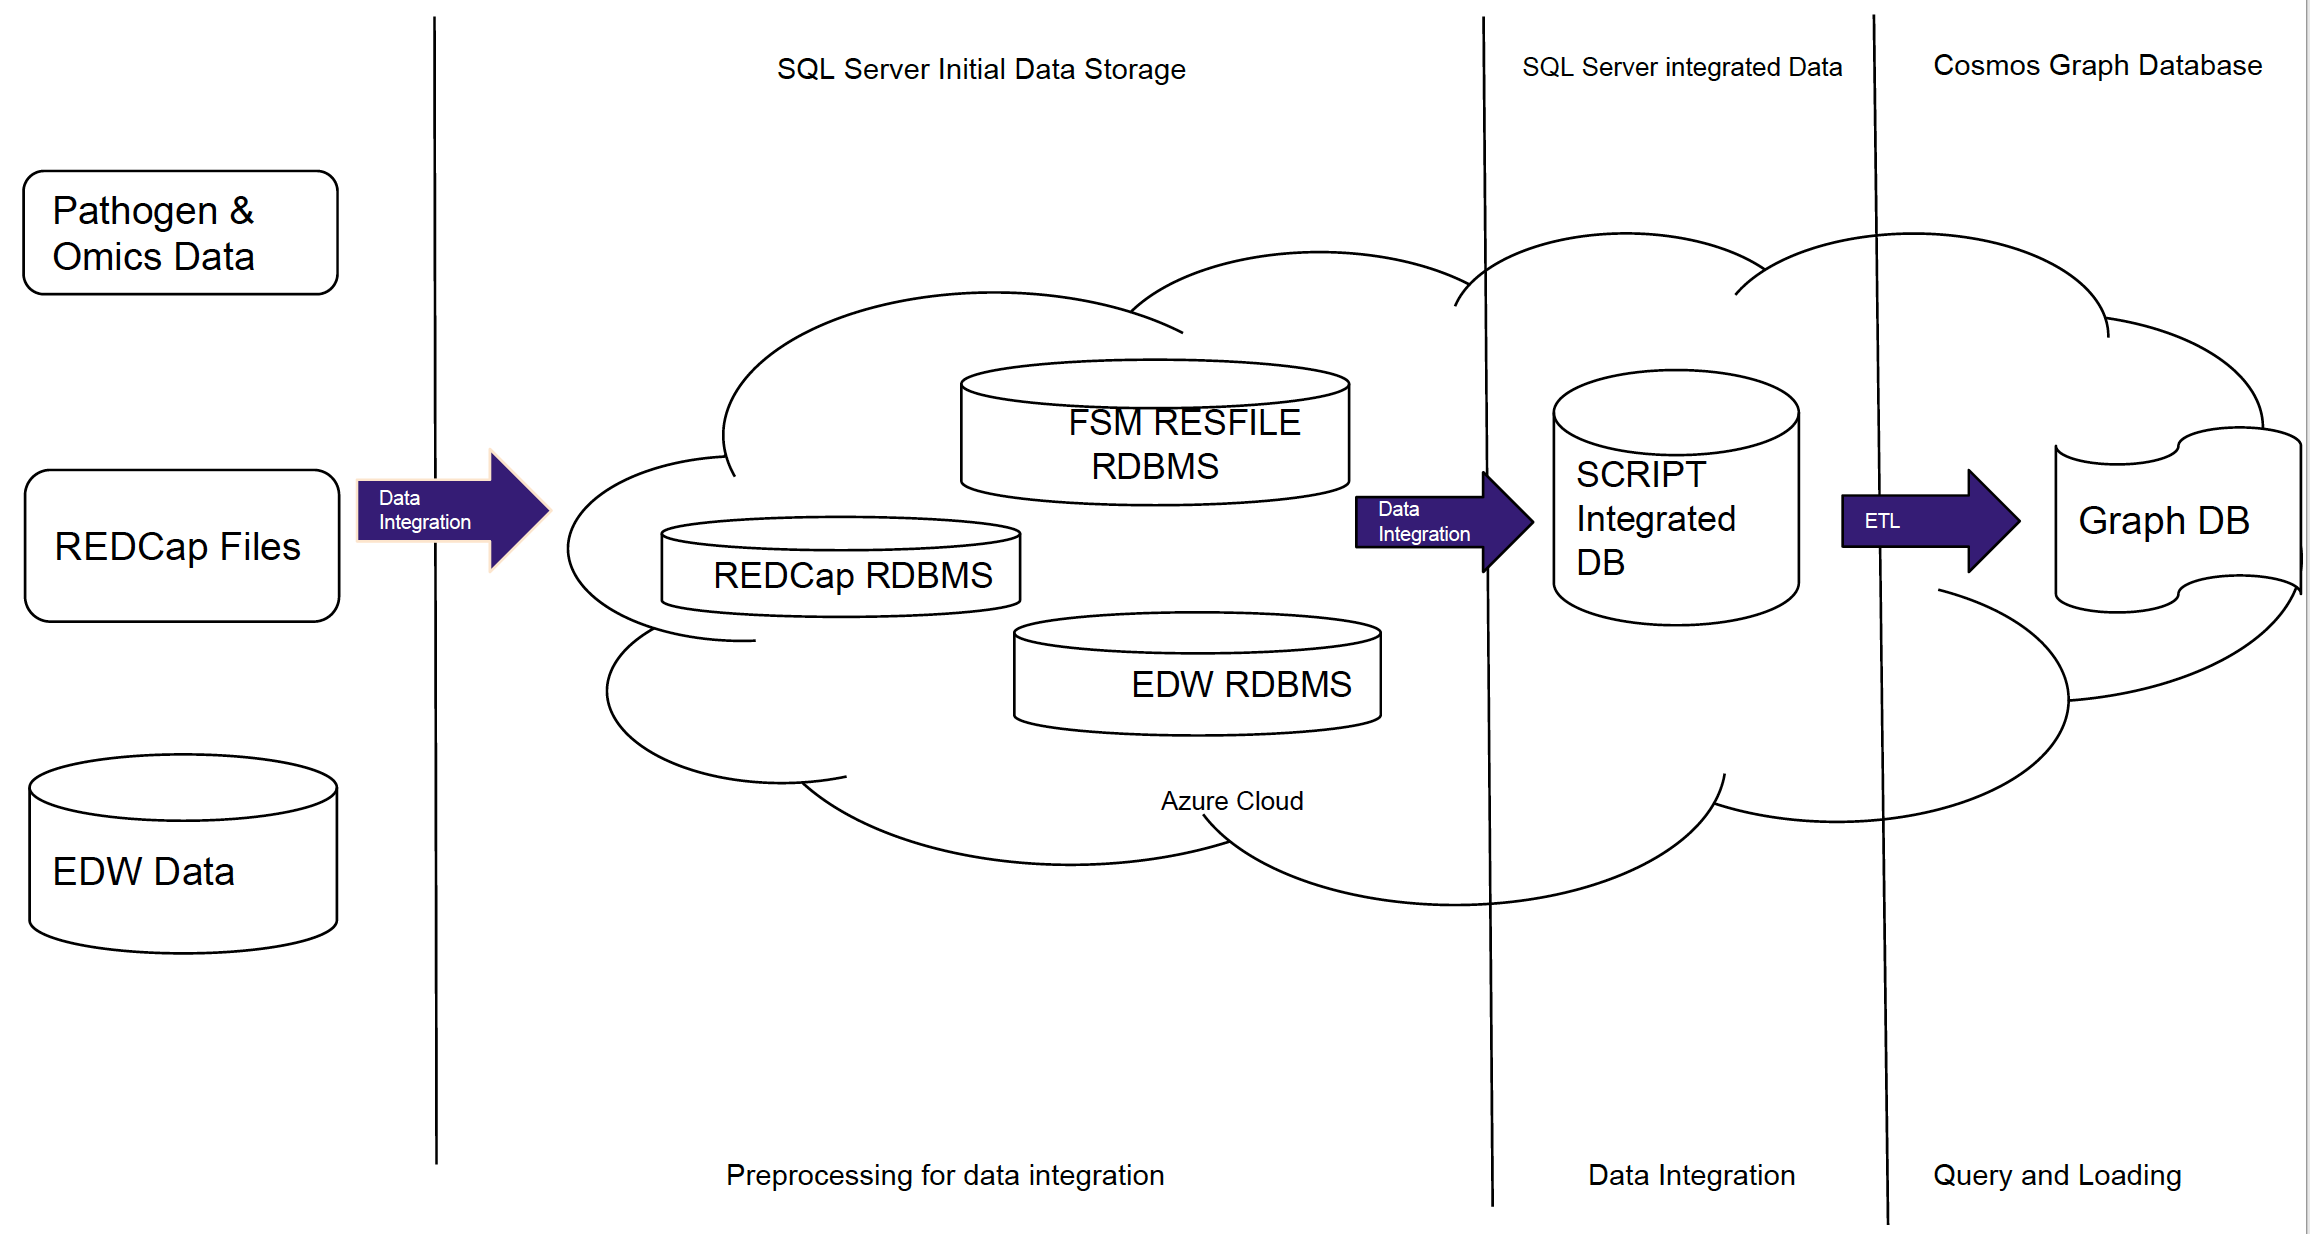 SQL Server Initial Data Storage
SQL Server integrated Data
Cosmos Graph Database
Pathogen &
Omics Data
REDCap Files
EDW Data
Data
Integration
FSM RESFILE
RDBMS
REDCap RDBMS
EDW RDBMS
Azure Cloud
Data
Integration
SCRIPT
Integrated
DB
ETL
Graph DB
Preprocessing for data integration
Data Integration
Query and Loading